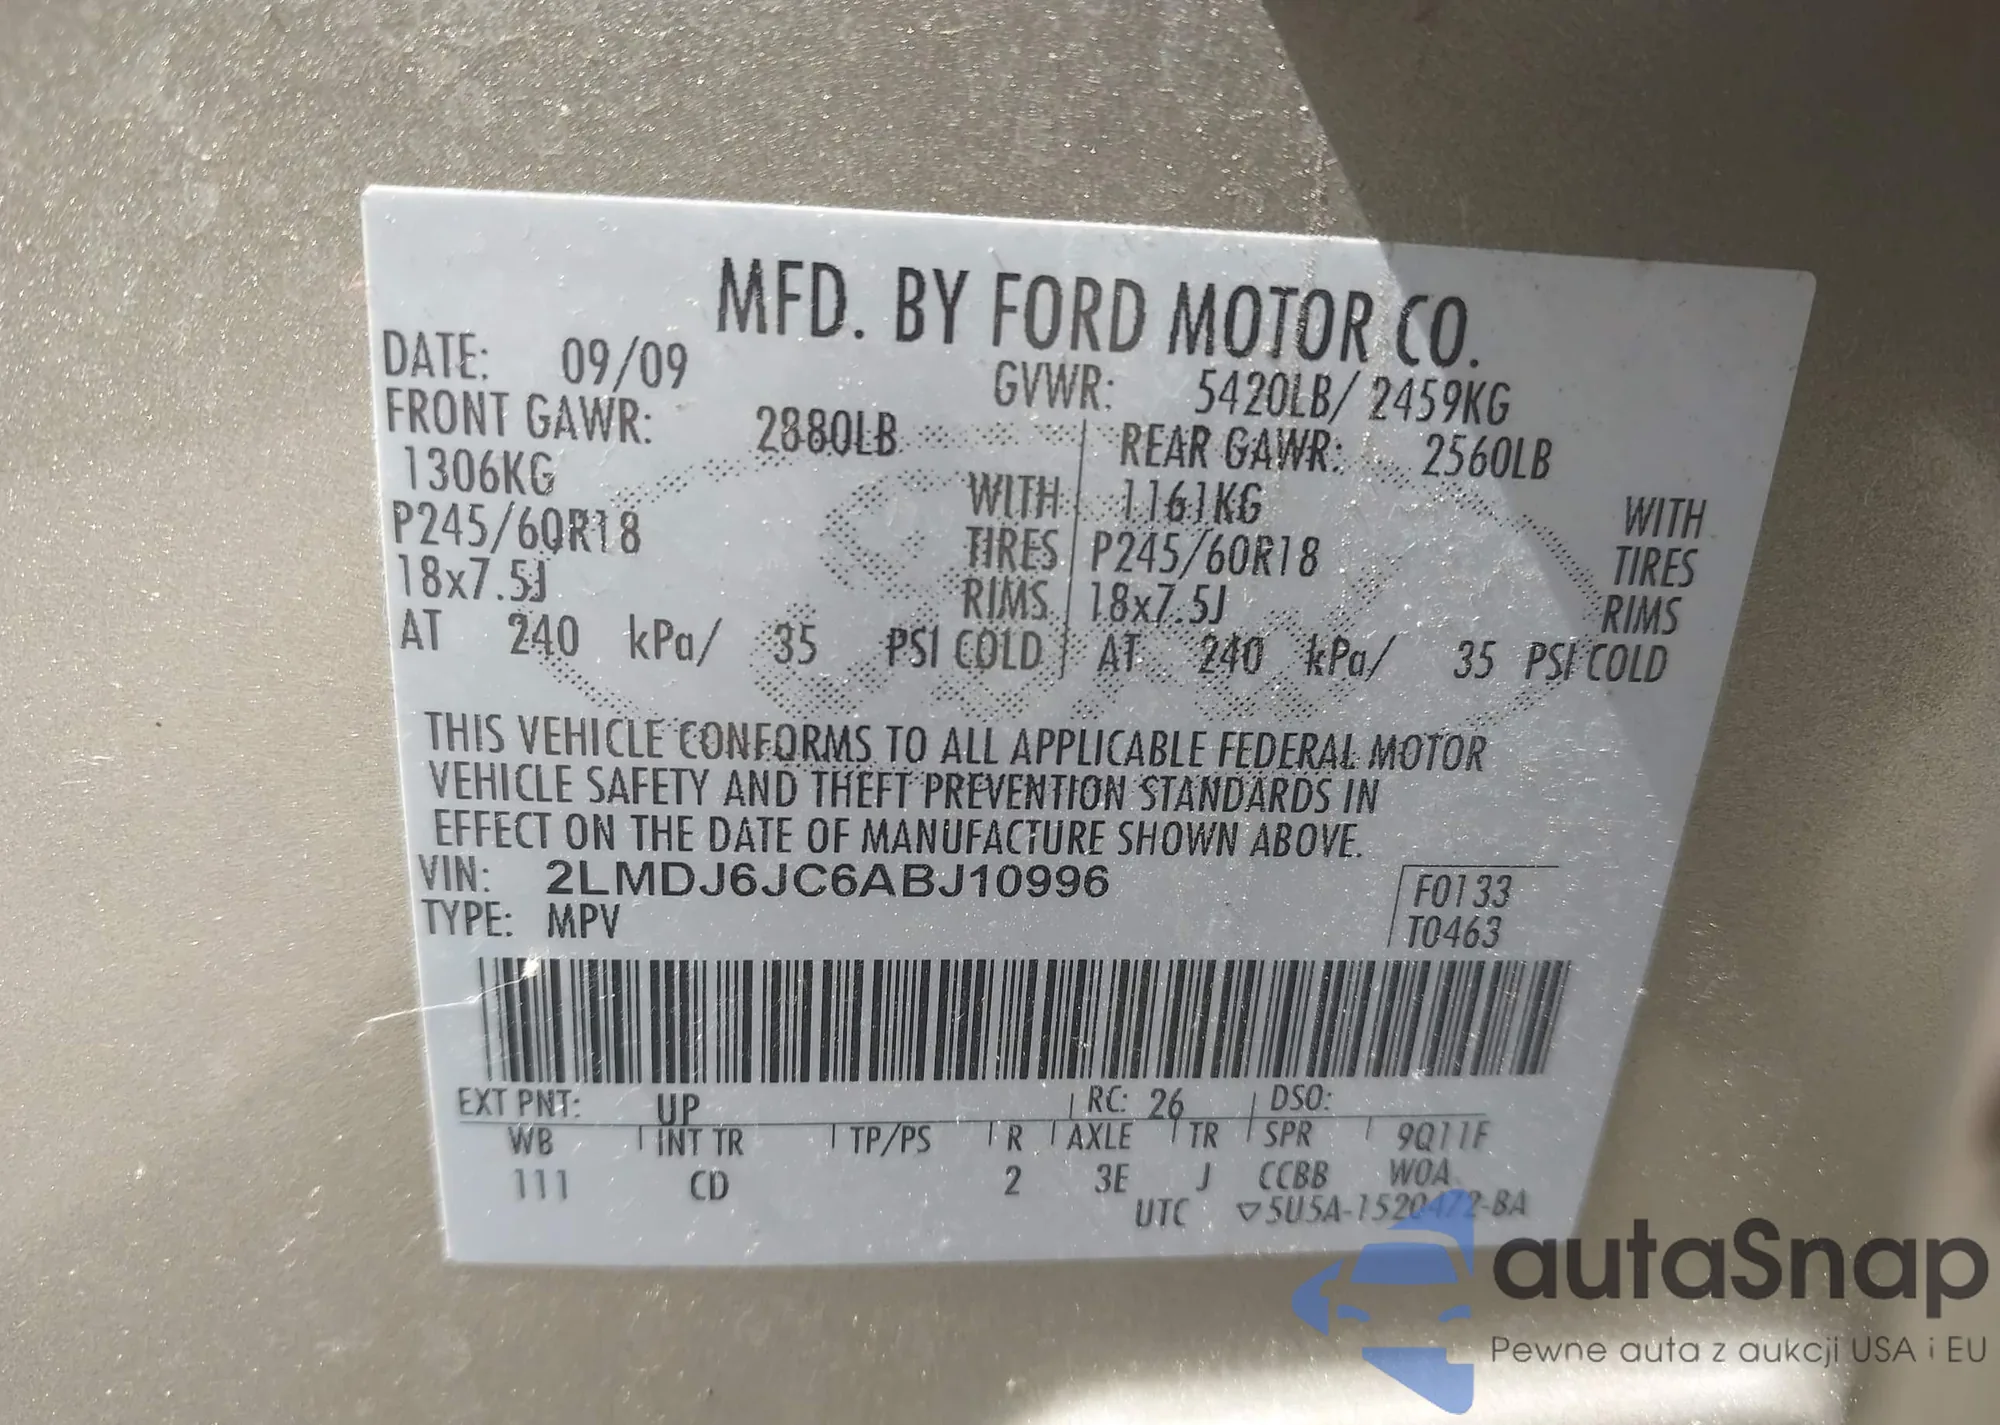 MFD. BY FORD MOTOR CO.
DATE: 09/09 GVWR: 5420LB/ 2459KG
FRONT GAWR: 2880LB REAR GAWR: 2560LB
1306KG WITH 1161KG WITH
P245/60R18 TIRES P245/60R18 TIRES
18x7.5J RIMS 18x7.5J RIMS
AT 240 kPa/ 35 PSI COLD AT 240 kPa/ 35 PSI COLD
THIS VEHICLE CONFORMS TO ALL APPLICABLE FEDERAL MOTOR
VEHICLE SAFETY AND THEFT PREVENTION STANDARDS IN
EFFECT ON THE DATE OF MANUFACTURE SHOWN ABOVE.
VIN: 2LMDJ6JC6ABJ10996 F0133
TYPE: MPV T0463
EXT PNT: UP RC: 26 DSO:
WB INT TR TP/PS R AXLE TR SPR 9Q11F
111 CD 2 3E J CCBB WOA
UTC ▽5U5A-1520472-BA
autaSnap
Pewne auta z aukcji USA i EU